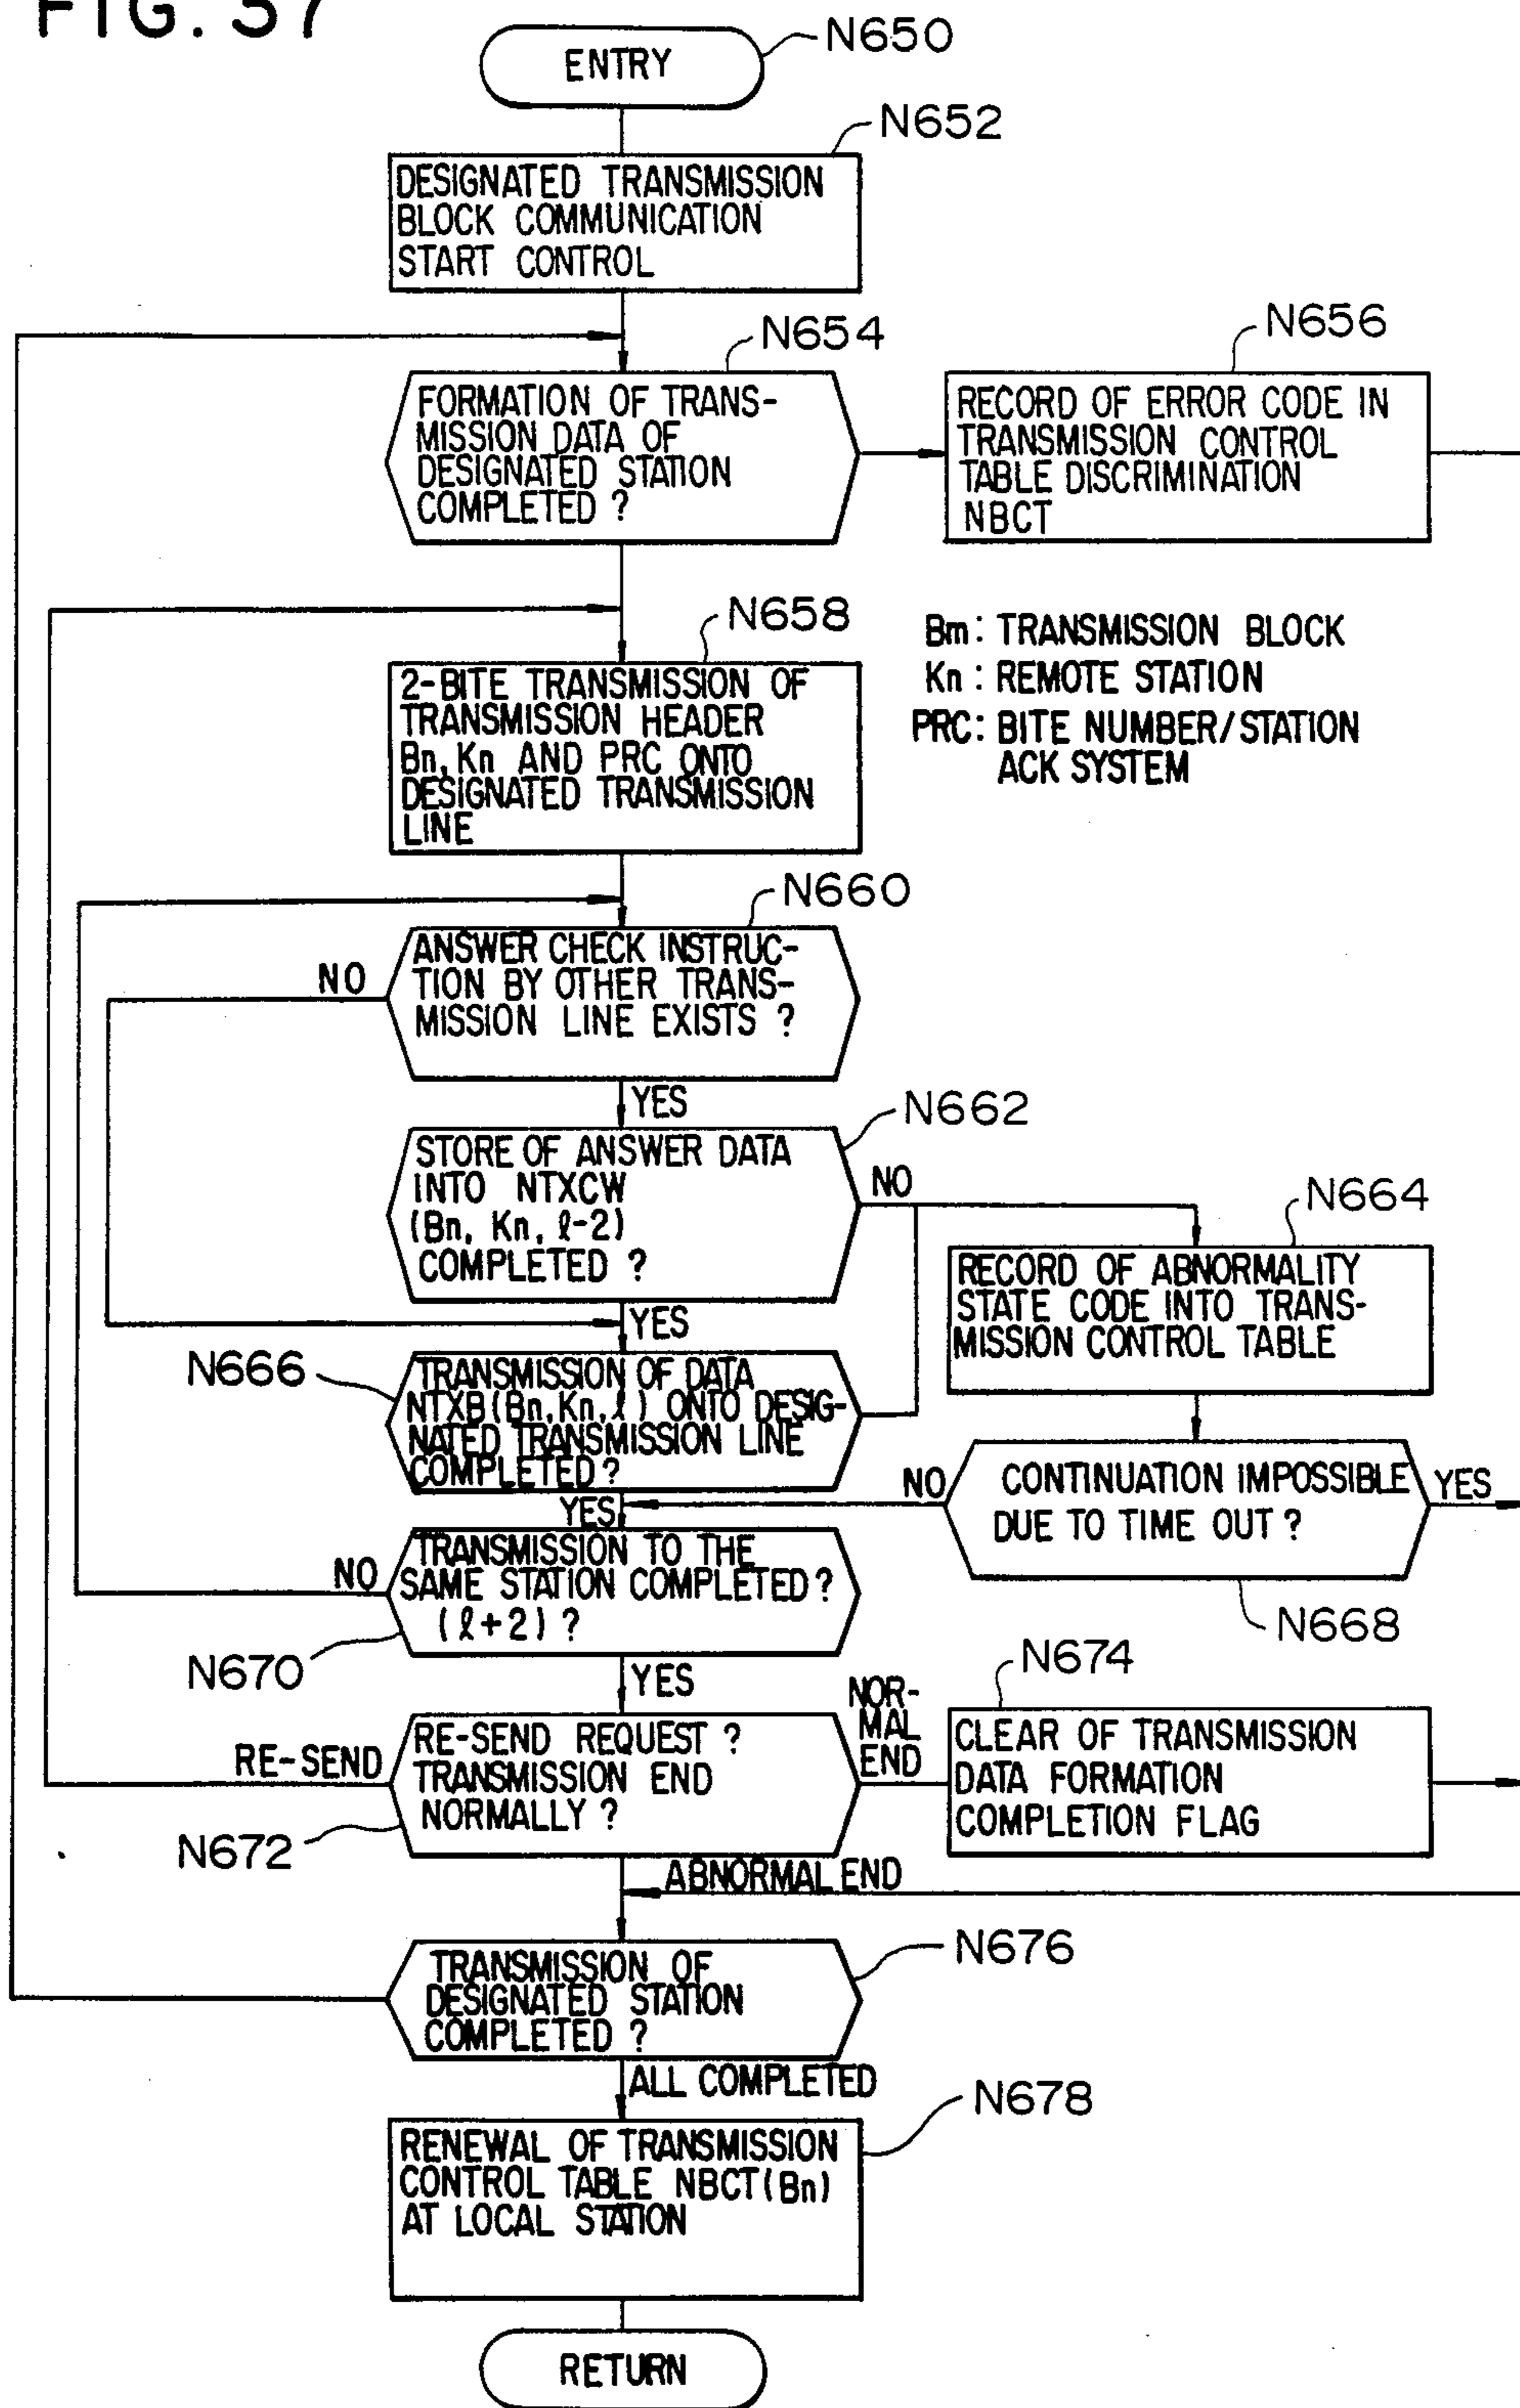 FIG. 37
ENTRY
N650
N652
DESIGNATED TRANSMISSION
BLOCK COMMUNICATION
START CONTROL
N654
FORMATION OF TRANS-
MISSION DATA OF
DESIGNATED STATION
COMPLETED ?
N656
RECORD OF ERROR CODE IN
TRANSMISSION CONTROL
TABLE DISCRIMINATION
NBCT
N658
2-BITE TRANSMISSION OF
TRANSMISSION HEADER
Bn, Kn AND PRC ONTO
DESIGNATED TRANSMISSION
LINE
Bm: TRANSMISSION BLOCK
Kn: REMOTE STATION
PRC: BITE NUMBER/STATION
ACK SYSTEM
N660
ANSWER CHECK INSTRUC-
TION BY OTHER TRANS-
MISSION LINE EXISTS ?
NO
YES
N662
STORE OF ANSWER DATA
INTO NTXCW
(Bn, Kn, ℓ-2)
COMPLETED ?
NO
YES
N664
RECORD OF ABNORMALITY
STATE CODE INTO TRANS-
MISSION CONTROL TABLE
N666
TRANSMISSION OF DATA
NTXB(Bn,Kn,ℓ) ONTO DESIG-
NATED TRANSMISSION LINE
COMPLETED?
YES
NO
CONTINUATION IMPOSSIBLE
DUE TO TIME OUT ?
YES
N668
NO
TRANSMISSION TO THE
SAME STATION COMPLETED?
(ℓ+2) ?
N670
YES
RE-SEND
RE-SEND REQUEST ?
TRANSMISSION END
NORMALLY ?
N672
NOR-
MAL
END
N674
CLEAR OF TRANSMISSION
DATA FORMATION
COMPLETION FLAG
ABNORMAL END
N676
TRANSMISSION OF
DESIGNATED STATION
COMPLETED ?
ALL COMPLETED
N678
RENEWAL OF TRANSMISSION
CONTROL TABLE NBCT(Bn)
AT LOCAL STATION
RETURN